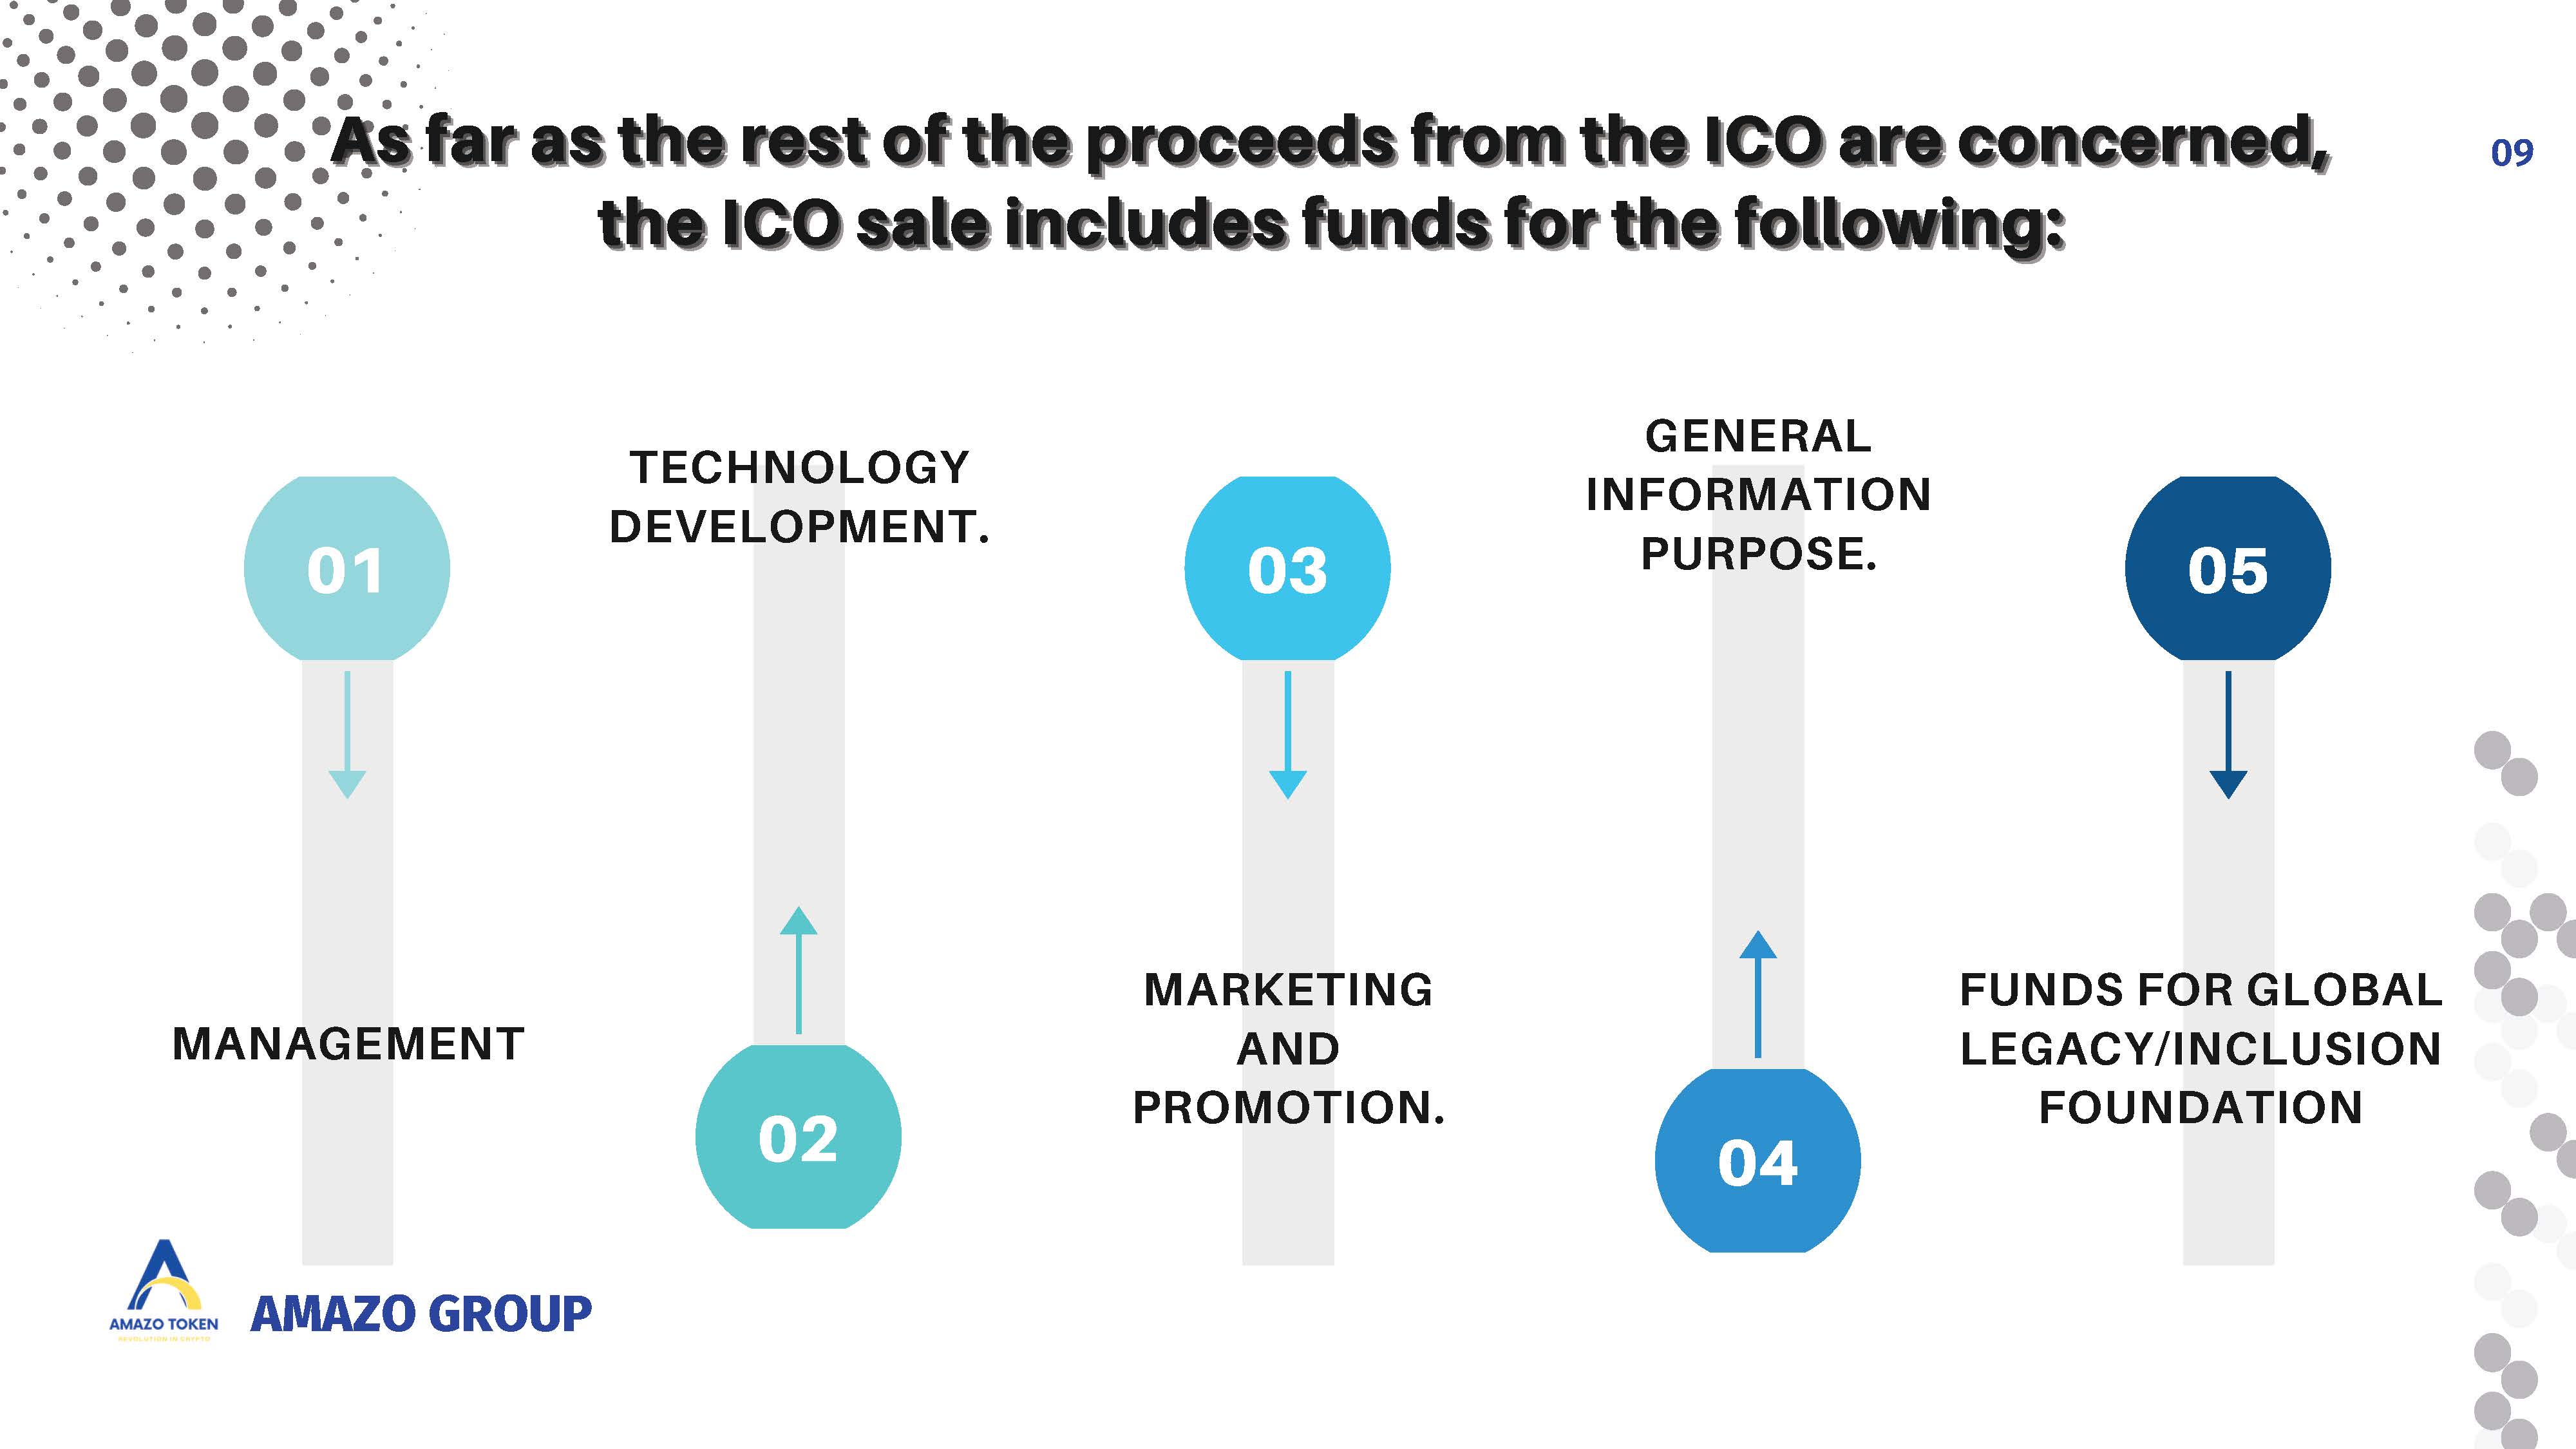 As far as the rest of the proceeds from the ICO are concerned,
the ICO sale includes funds for the following:
09
01
MANAGEMENT
TECHNOLOGY
DEVELOPMENT.
02
03
MARKETING
AND
PROMOTION.
GENERAL
INFORMATION
PURPOSE.
04
05
FUNDS FOR GLOBAL
LEGACY/INCLUSION
FOUNDATION
AMAZO TOKEN
REVOLUTION IN CRYPTO
AMAZO GROUP